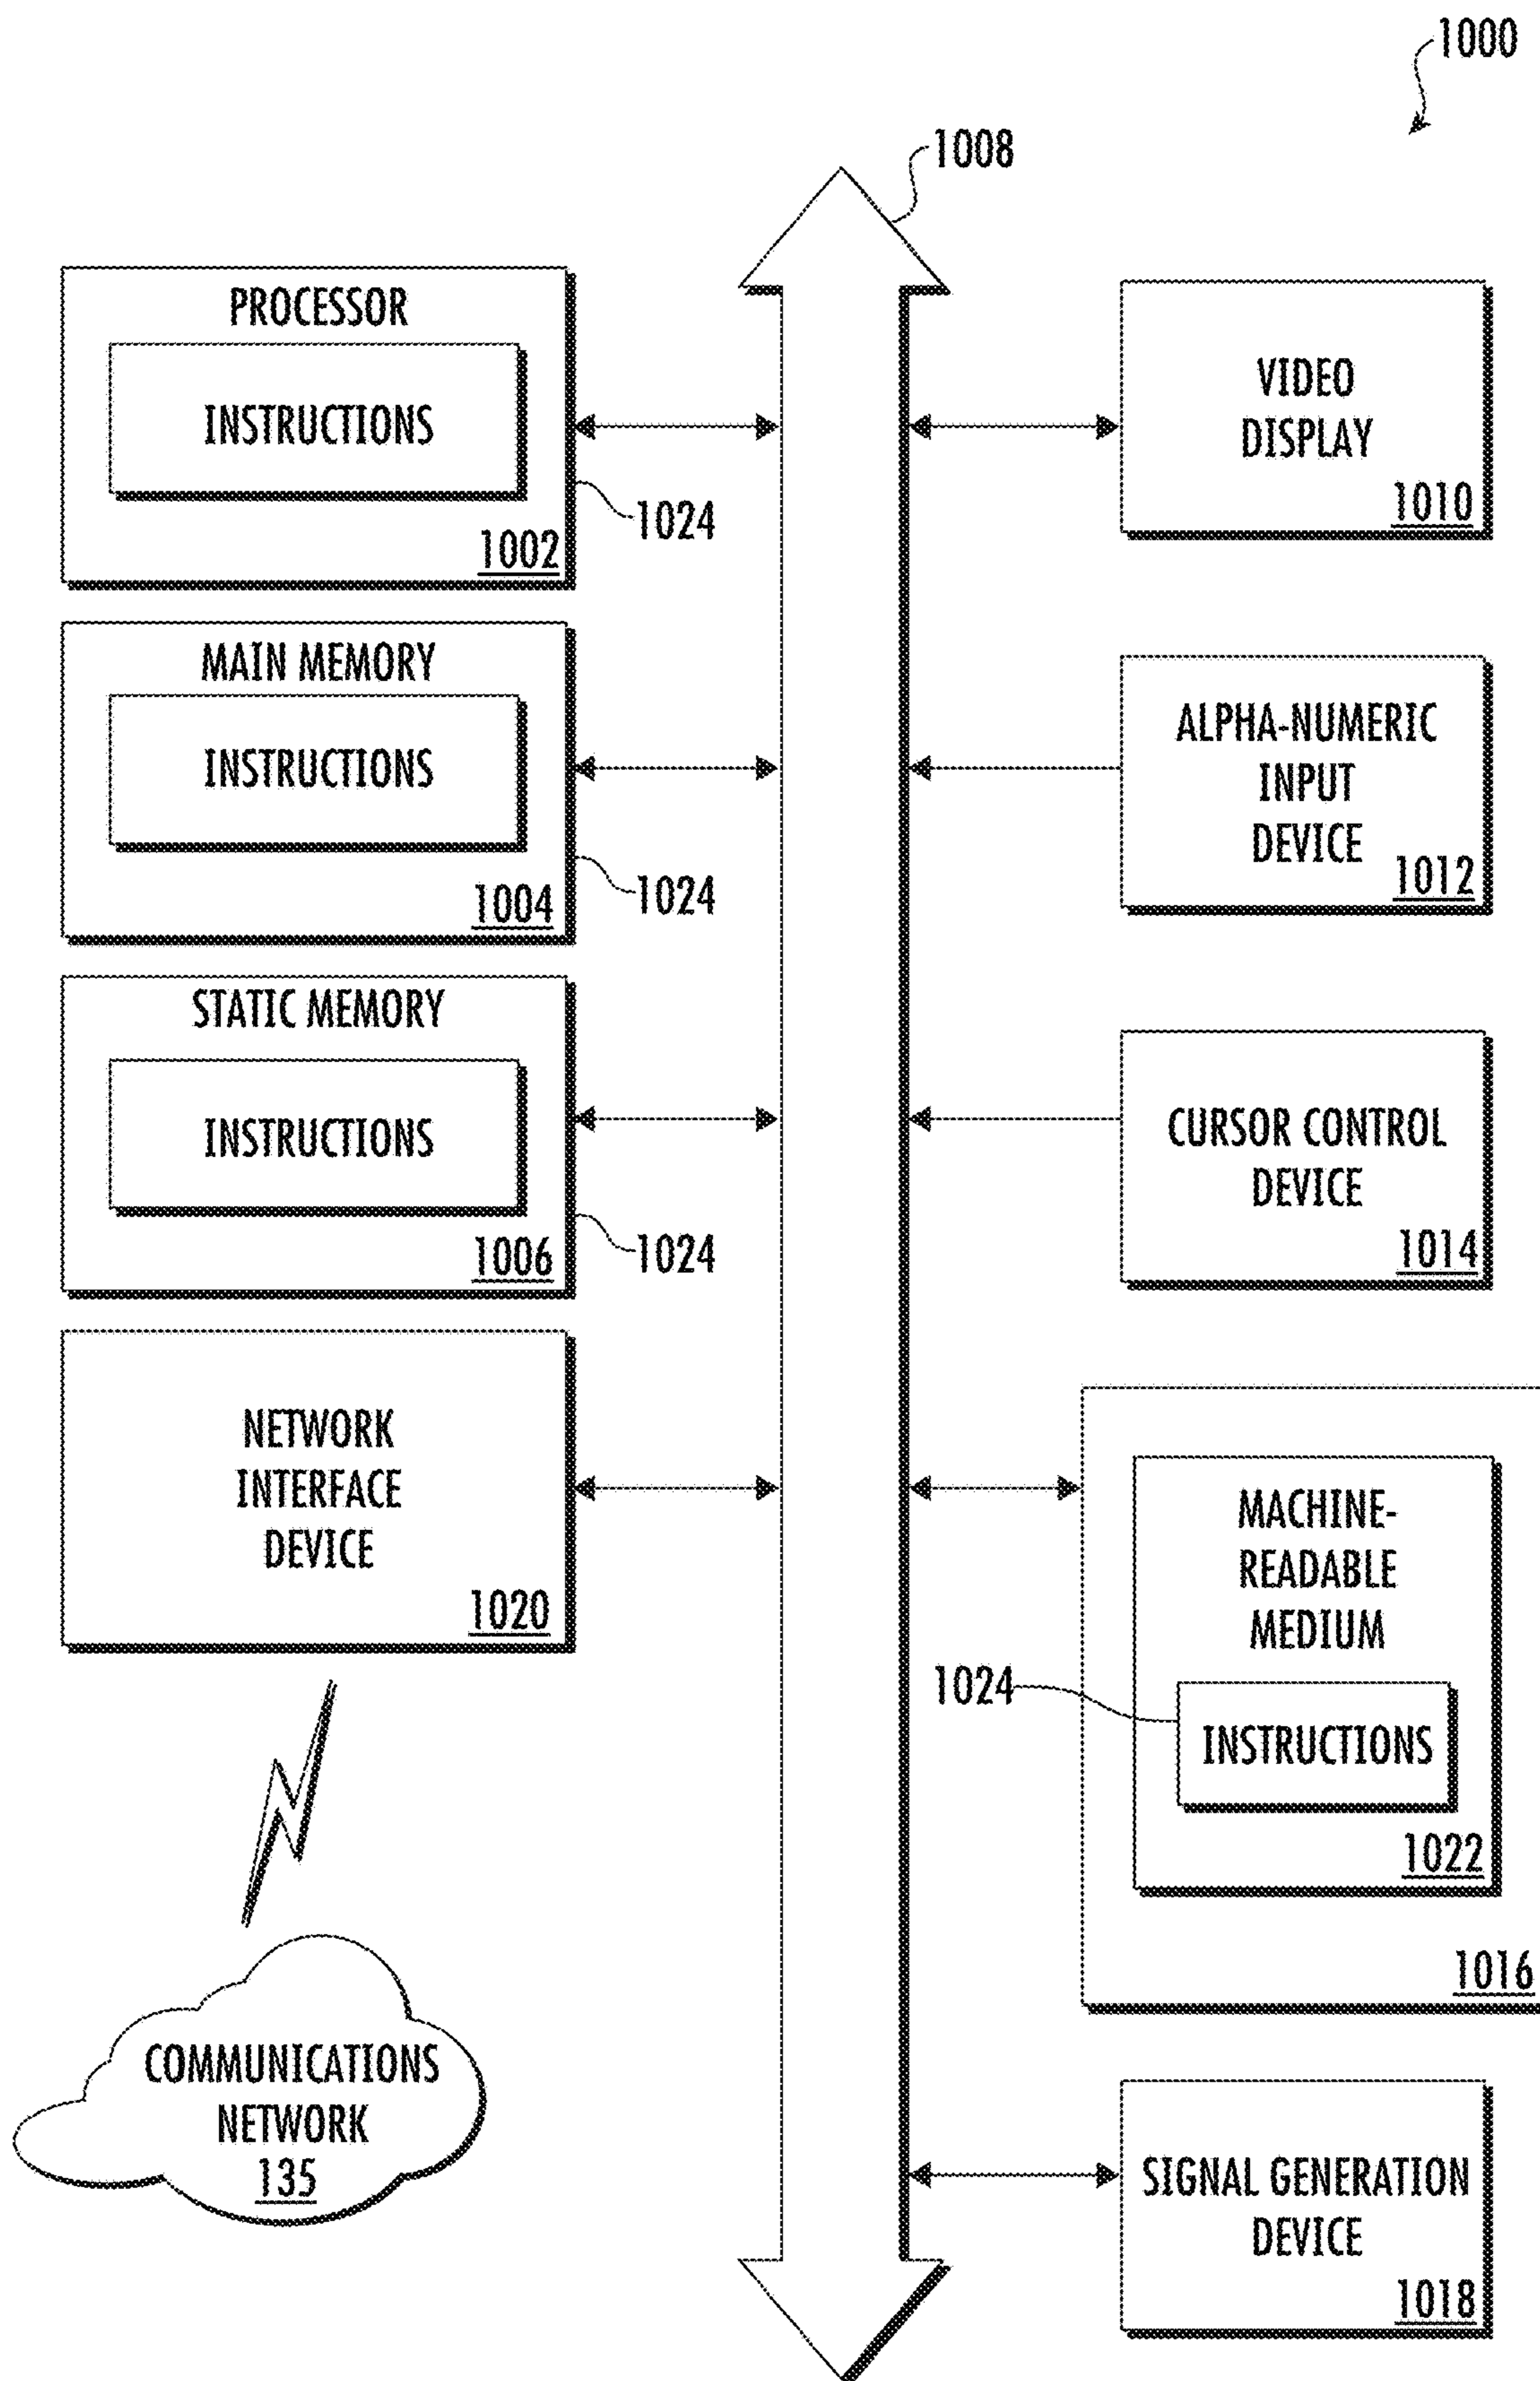 1000
1008
PROCESSOR
INSTRUCTIONS
1024
1002
MAIN MEMORY
INSTRUCTIONS
1024
1004
STATIC MEMORY
INSTRUCTIONS
1024
1006
NETWORK
INTERFACE
DEVICE
1020
COMMUNICATIONS
NETWORK
135
VIDEO
DISPLAY
1010
ALPHA-NUMERIC
INPUT
DEVICE
1012
CURSOR CONTROL
DEVICE
1014
MACHINE-
READABLE
MEDIUM
1024
INSTRUCTIONS
1022
1016
SIGNAL GENERATION
DEVICE
1018